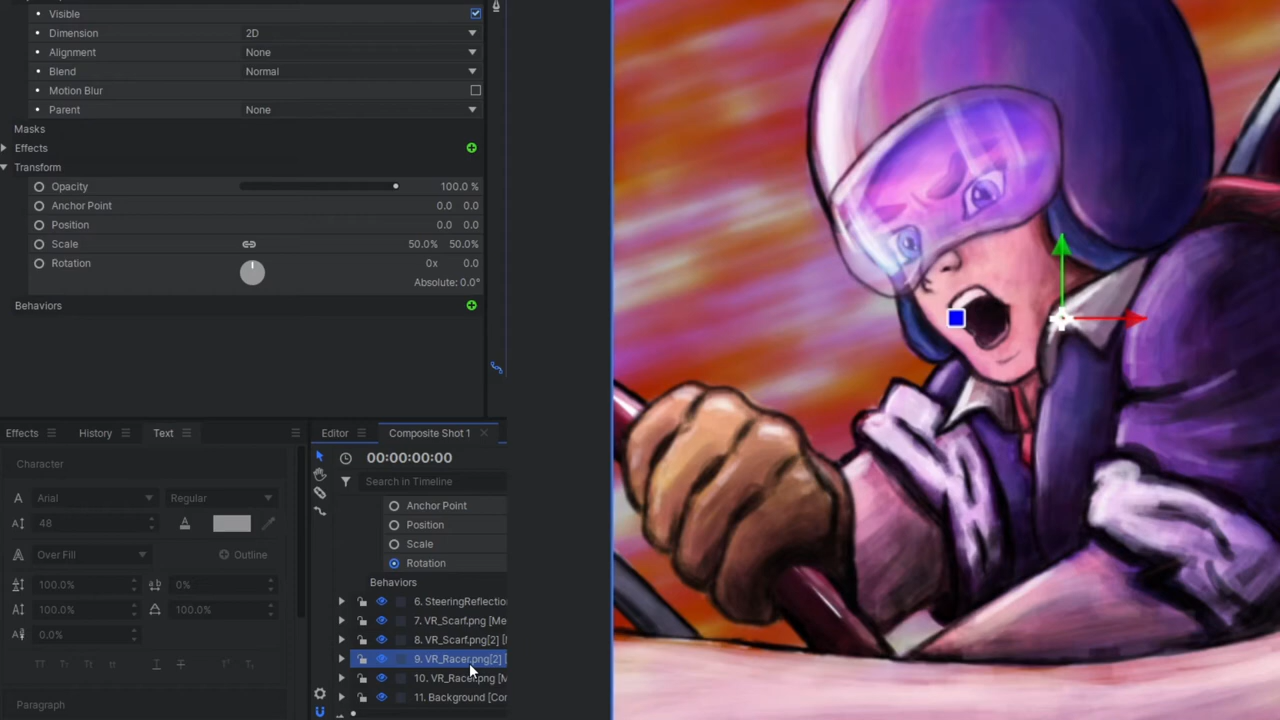 Visible
Dimension 2D
Alignment None
Blend Normal
Motion Blur
Parent None
Masks
Effects
Transform
Opacity 100.0 %
Anchor Point 0.0 0.0
Position 0.0 0.0
Scale 50.0% 50.0%
Rotation 0x 0.0
Absolute: 0.0°
Behaviors
Effects History Text
Character
A Arial Regular
48
Over Fill Outline
100.0% 0%
100.0% 100.0%
0.0%
TT Tт tt T T
Paragraph
Editor Composite Shot 1
00:00:00:00
Search in Timeline
Anchor Point
Position
Scale
Rotation
Behaviors
6. SteeringReflectio
7. VR_Scarf.png [Me
8. VR_Scarf.png[2] [
9. VR_Racer.png[2] [
10. VR_Racer.png [M
11. Background [Cor